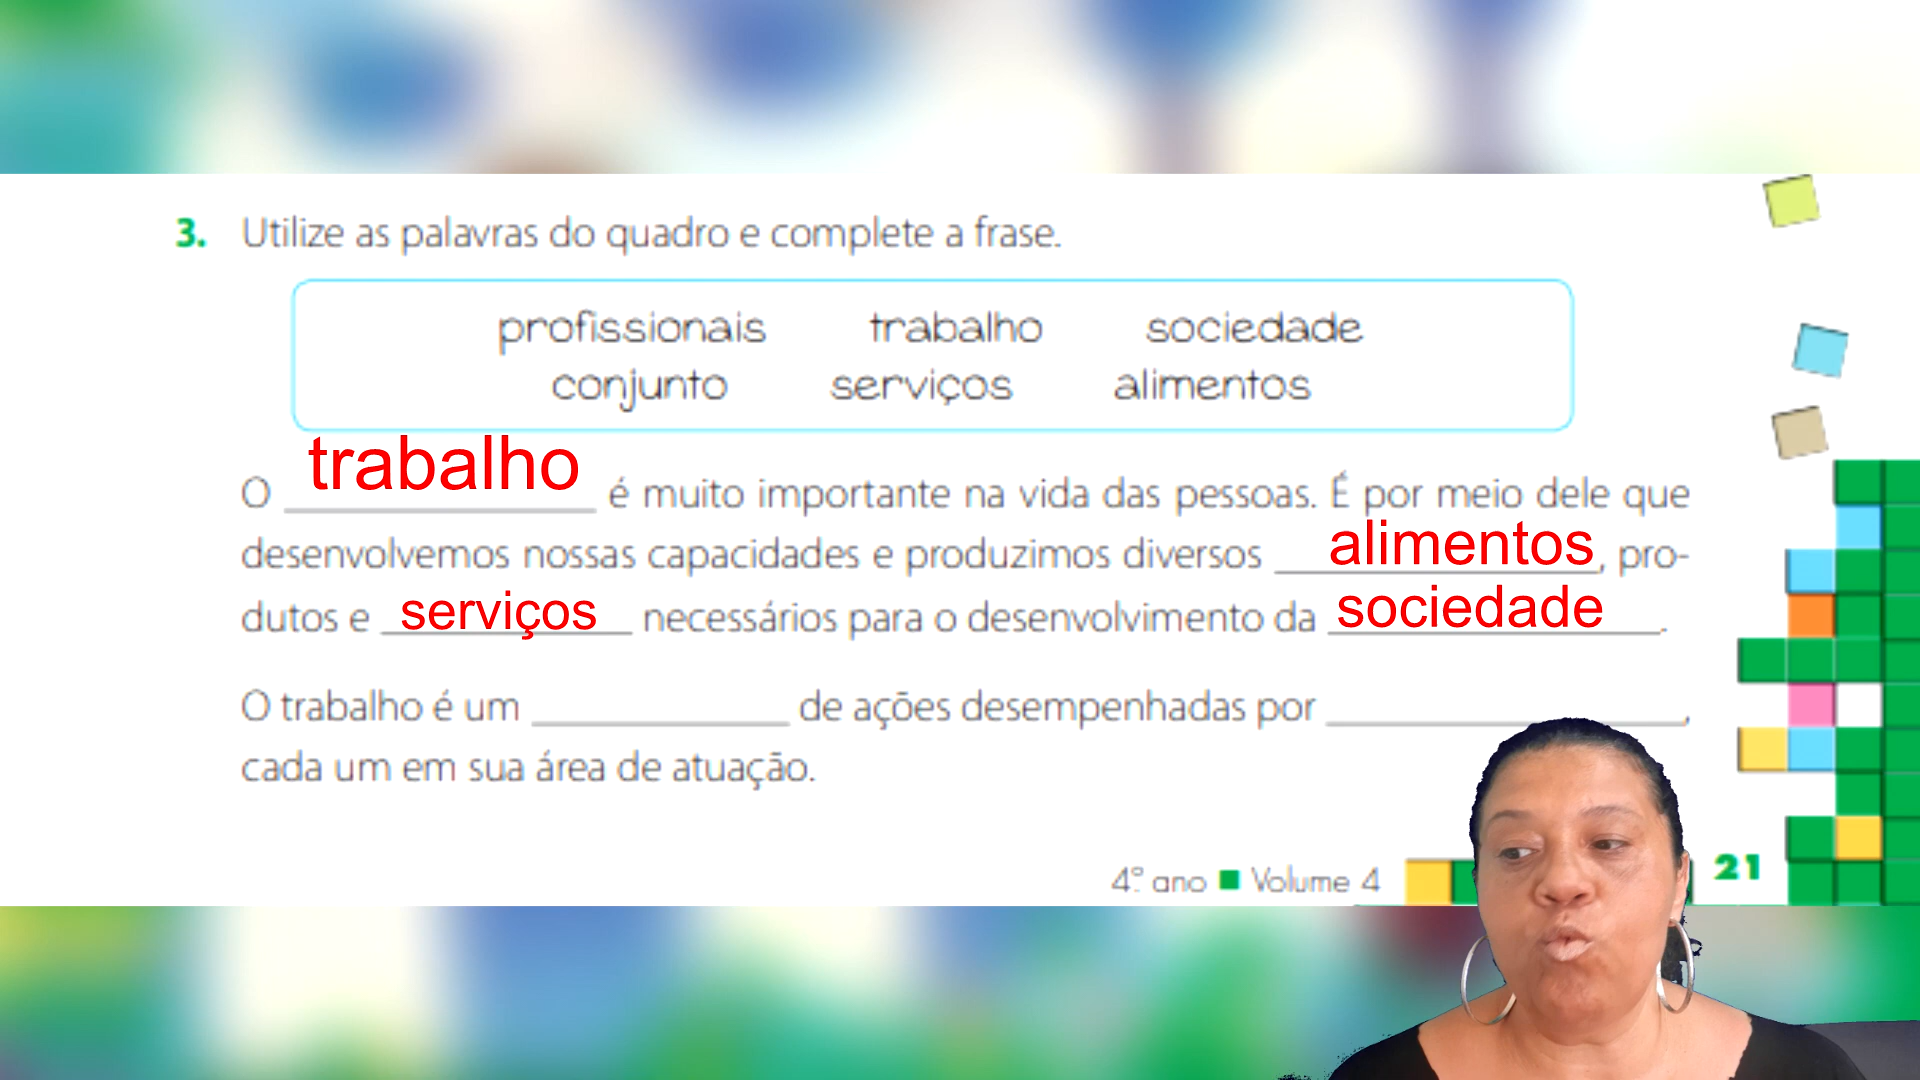 3. Utilize as palavras do quadro e complete a frase.
profissionais trabalho sociedade
conjunto serviços alimentos
O trabalho é muito importante na vida das pessoas. É por meio dele que
desenvolvemos nossas capacidades e produzimos diversos alimentos, pro-
dutos e serviços necessários para o desenvolvimento da sociedade.
O trabalho é um ____________ de ações desempenhadas por ________________,
cada um em sua área de atuação.
4º. ano ■ Volume 4 21